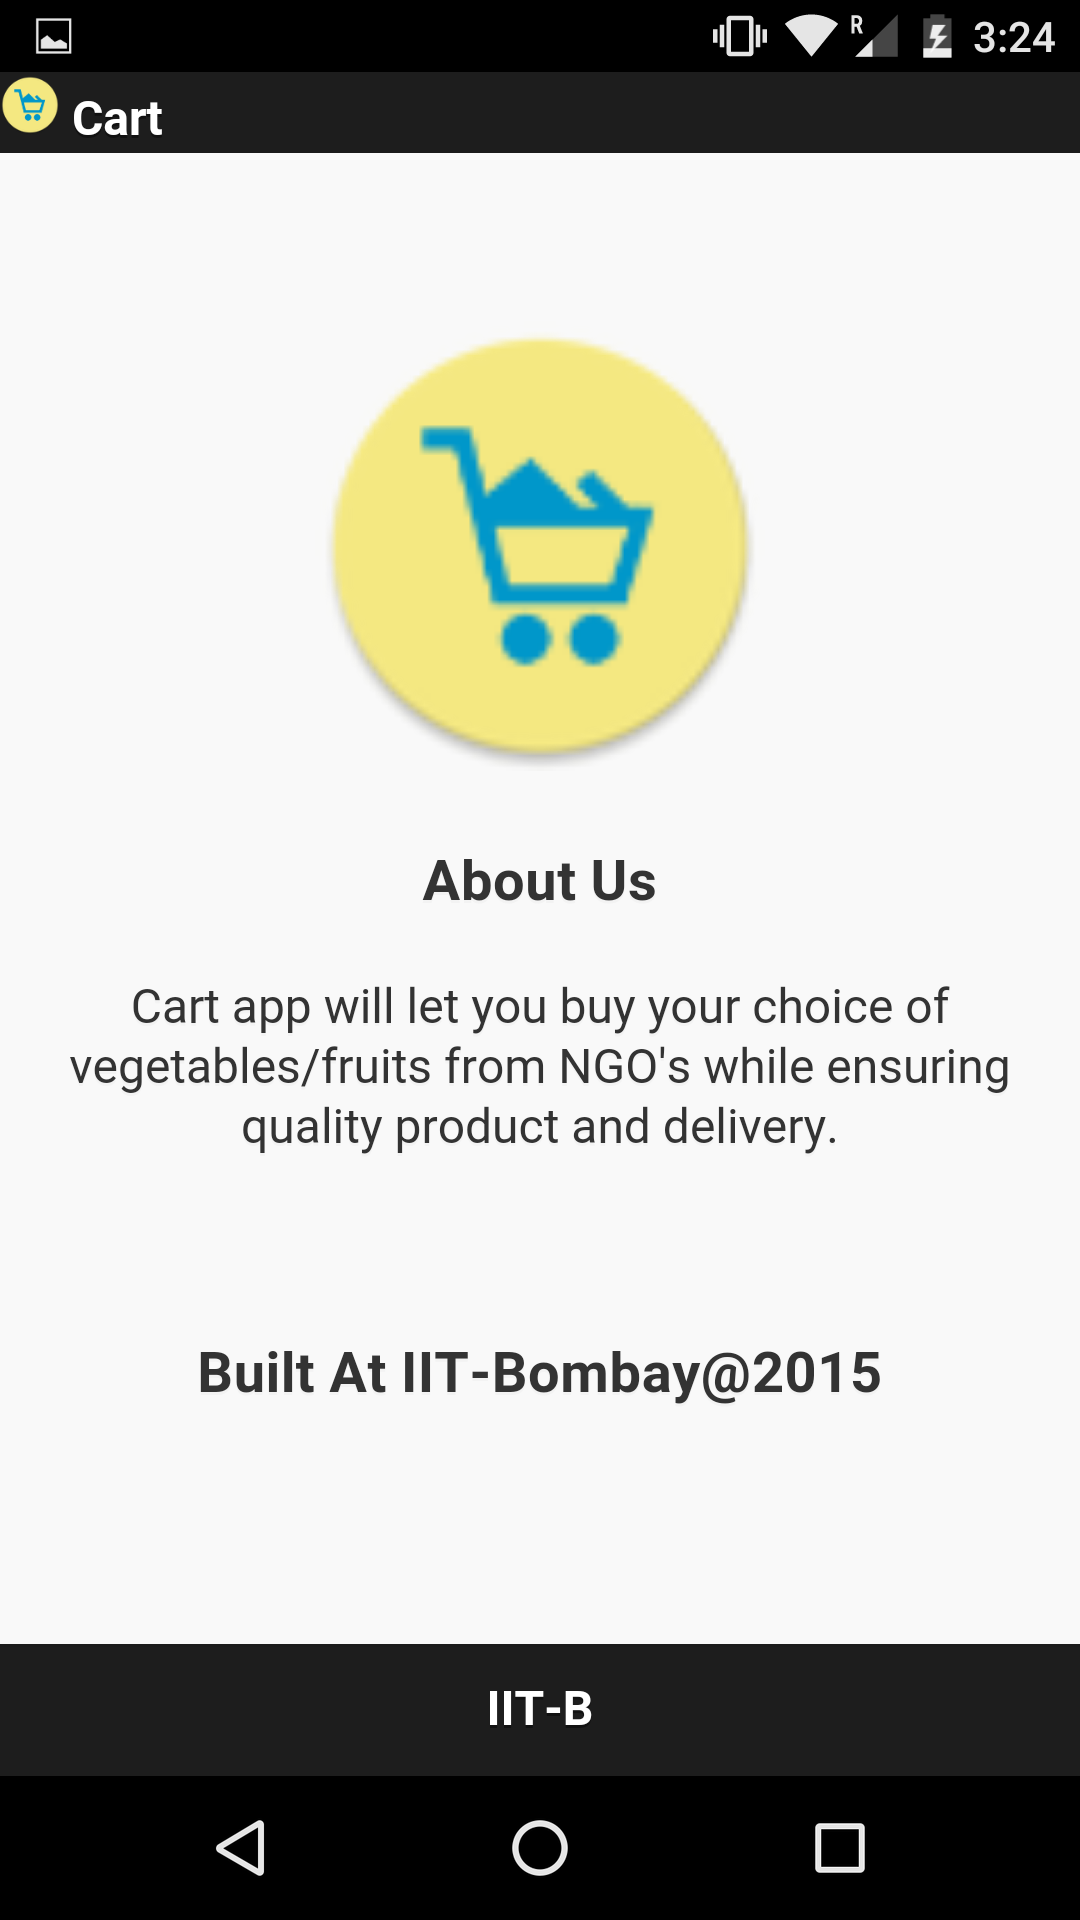 R 3:24
Cart
About Us
Cart app will let you buy your choice of
vegetables/fruits from NGO's while ensuring
quality product and delivery.
Built At IIT-Bombay@2015
IIT-B